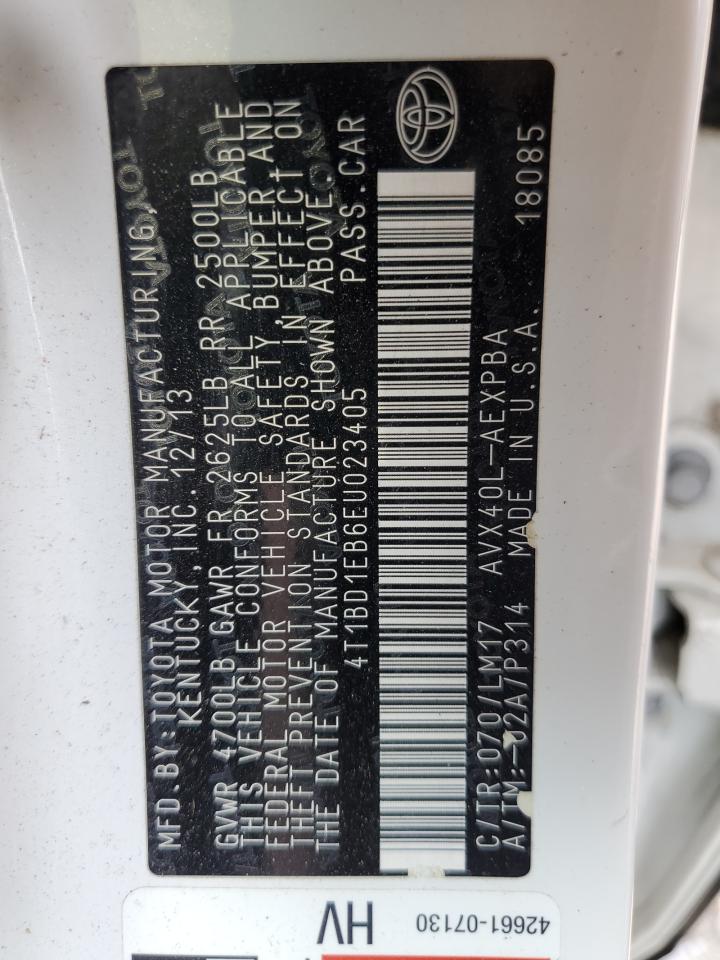 MFD. BY: TOYOTA MOTOR MANUFACTURING,
KENTUCKY, INC. 12/13
GVWR 4700LB GAWR FR 2625LB RR 2500LB
THIS VEHICLE CONFORMS TO ALL APPLICABLE
FEDERAL MOTOR VEHICLE SAFETY, BUMPER, AND
THEFT PREVENTION STANDARDS IN EFFECT ON
THE DATE OF MANUFACTURE SHOWN ABOVE.
4T1BD1EB6EU023405 PASS. CAR
C/TR: 070/LM17 AVX40L-AEXPBA
A/TM: -02A/P314 MADE IN U.S.A. 18085
HV
42661-07130